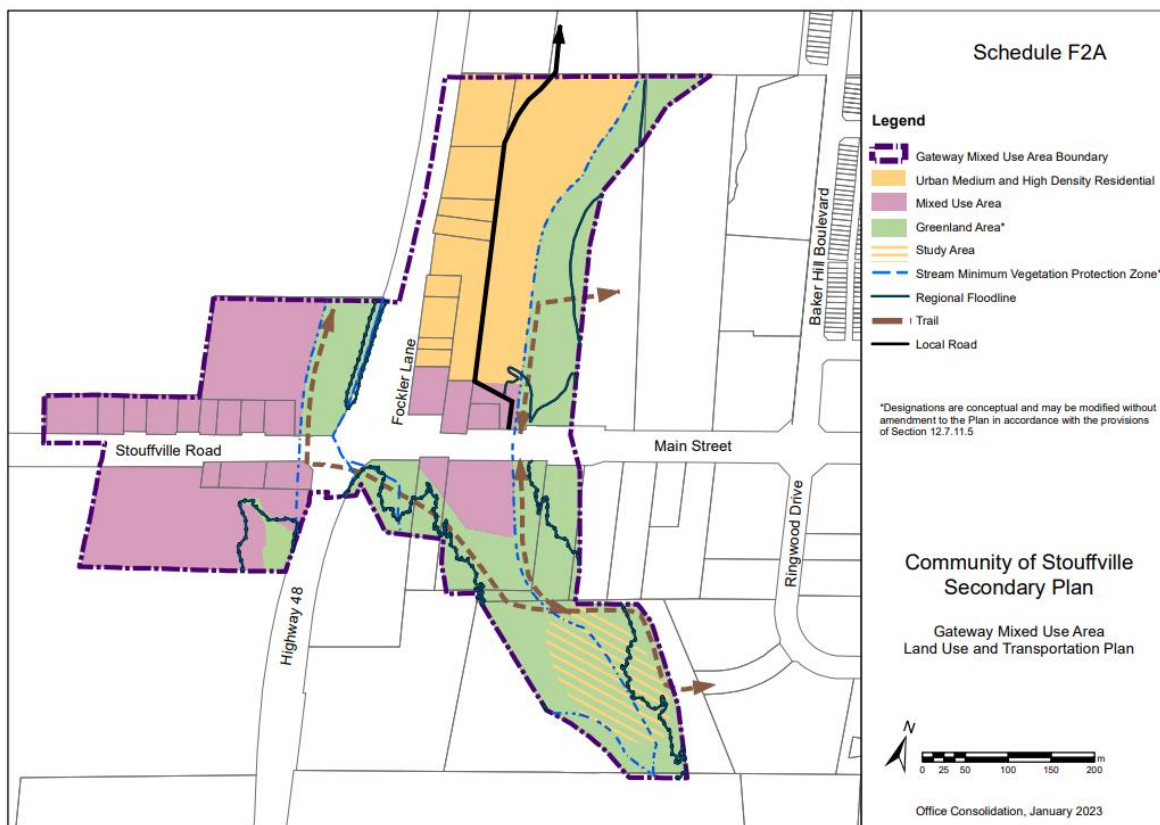 Schedule F2A
Legend
Gateway Mixed Use Area Boundary
Urban Medium and High Density Residential
Mixed Use Area
Greenland Area*
Study Area
Stream Minimum Vegetation Protection Zone*
Regional Floodline
Trail
Local Road
*Designations are conceptual and may be modified without
amendment to the Plan in accordance with the provisions
of Section 12.7.11.5
Baker Hill Boulevard
Fockler Lane
Stouffville Road
Main Street
Ringwood Drive
Highway 48
Community of Stouffville
Secondary Plan
Gateway Mixed Use Area
Land Use and Transportation Plan
N
0 25 50 100 150 200 m
Office Consolidation, January 2023